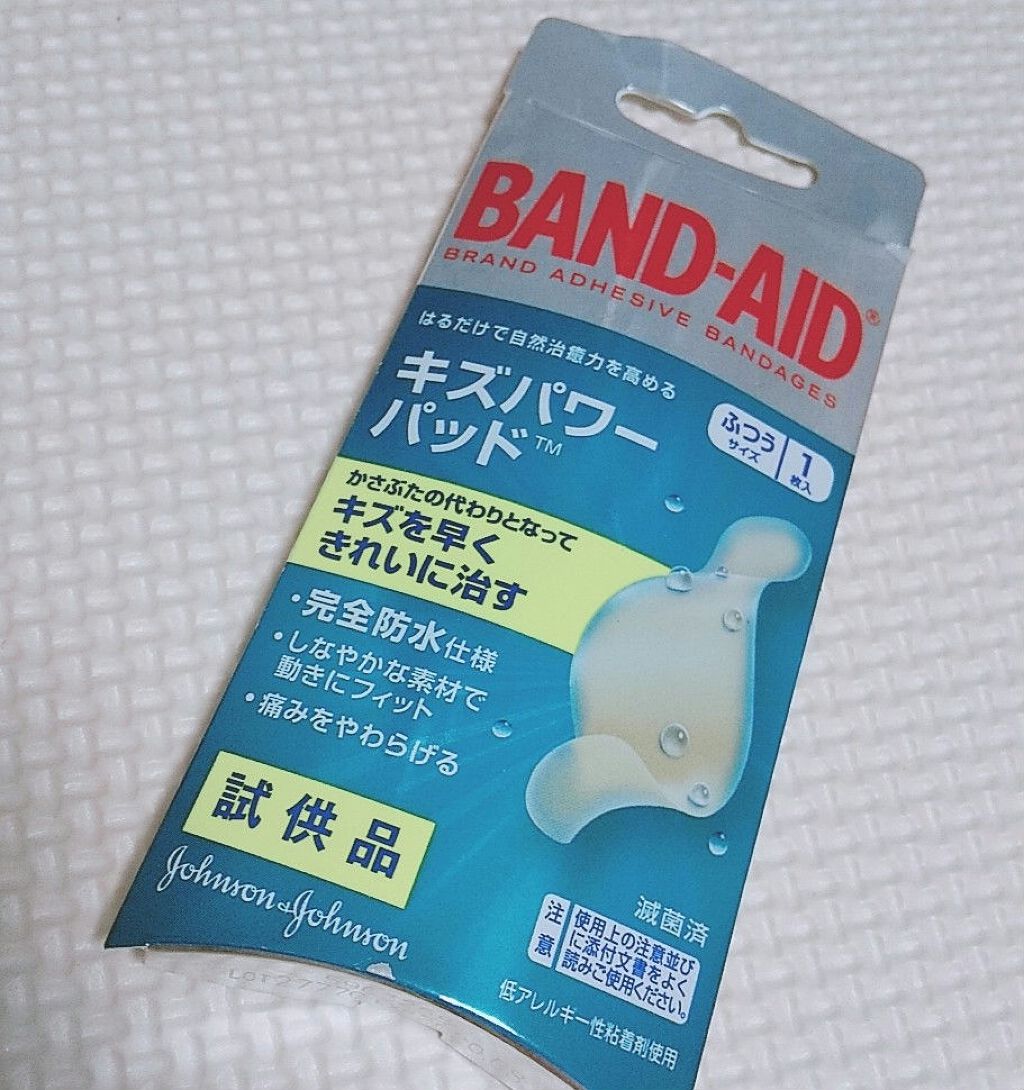 BAND-AID®
BRAND ADHESIVE BANDAGES
はるだけで自然治癒力を高める
キズパワー
パッド™
ふつう
サイズ
1
枚入
かさぶたの代わりとなって
キズを早く
きれいに治す
・完全防水仕様
・しなやかな素材で
動きにフィット
・痛みをやわらげる
試供品
Johnson & Johnson
滅菌済
注意
使用上の注意並び
に添付文書をよく
読みご使用ください。
低アレルギー性粘着剤使用